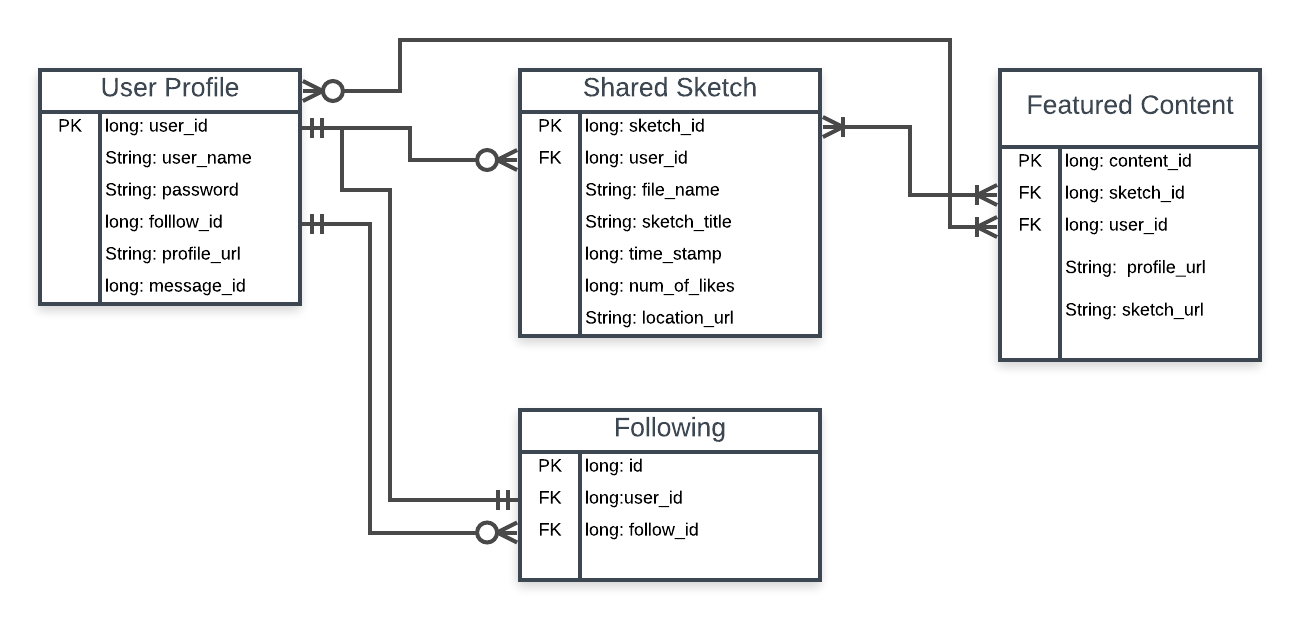 User Profile
PK long: user_id
String: user_name
String: password
long: folllow_id
String: profile_url
long: message_id
Shared Sketch
PK long: sketch_id
FK long: user_id
String: file_name
String: sketch_title
long: time_stamp
long: num_of_likes
String: location_url
Featured Content
PK long: content_id
FK long: sketch_id
FK long: user_id
String:  profile_url
String: sketch_url
Following
PK long: id
FK long:user_id
FK long: follow_id